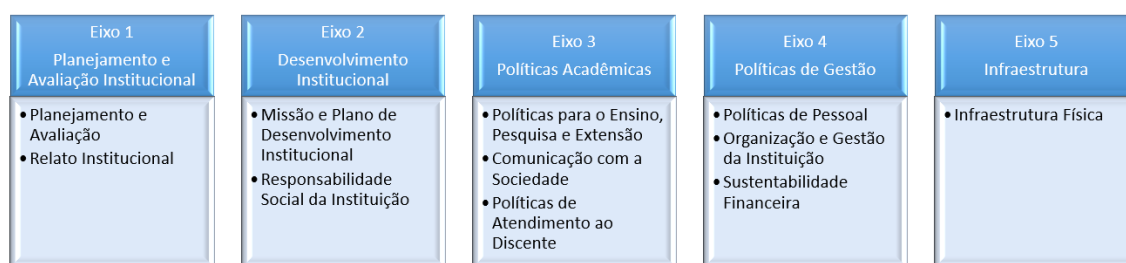 Eixo 1
Planejamento e
Avaliação Institucional
• Planejamento e
Avaliação
• Relato Institucional
Eixo 2
Desenvolvimento
Institucional
• Missão e Plano de
Desenvolvimento
Institucional
• Responsabilidade
Social da Instituição
Eixo 3
Políticas Acadêmicas
• Políticas para o Ensino,
Pesquisa e Extensão
• Comunicação com a
Sociedade
• Políticas de
Atendimento ao
Discente
Eixo 4
Políticas de Gestão
• Políticas de Pessoal
• Organização e Gestão
da Instituição
• Sustentabilidade
Financeira
Eixo 5
Infraestrutura
• Infraestrutura Física